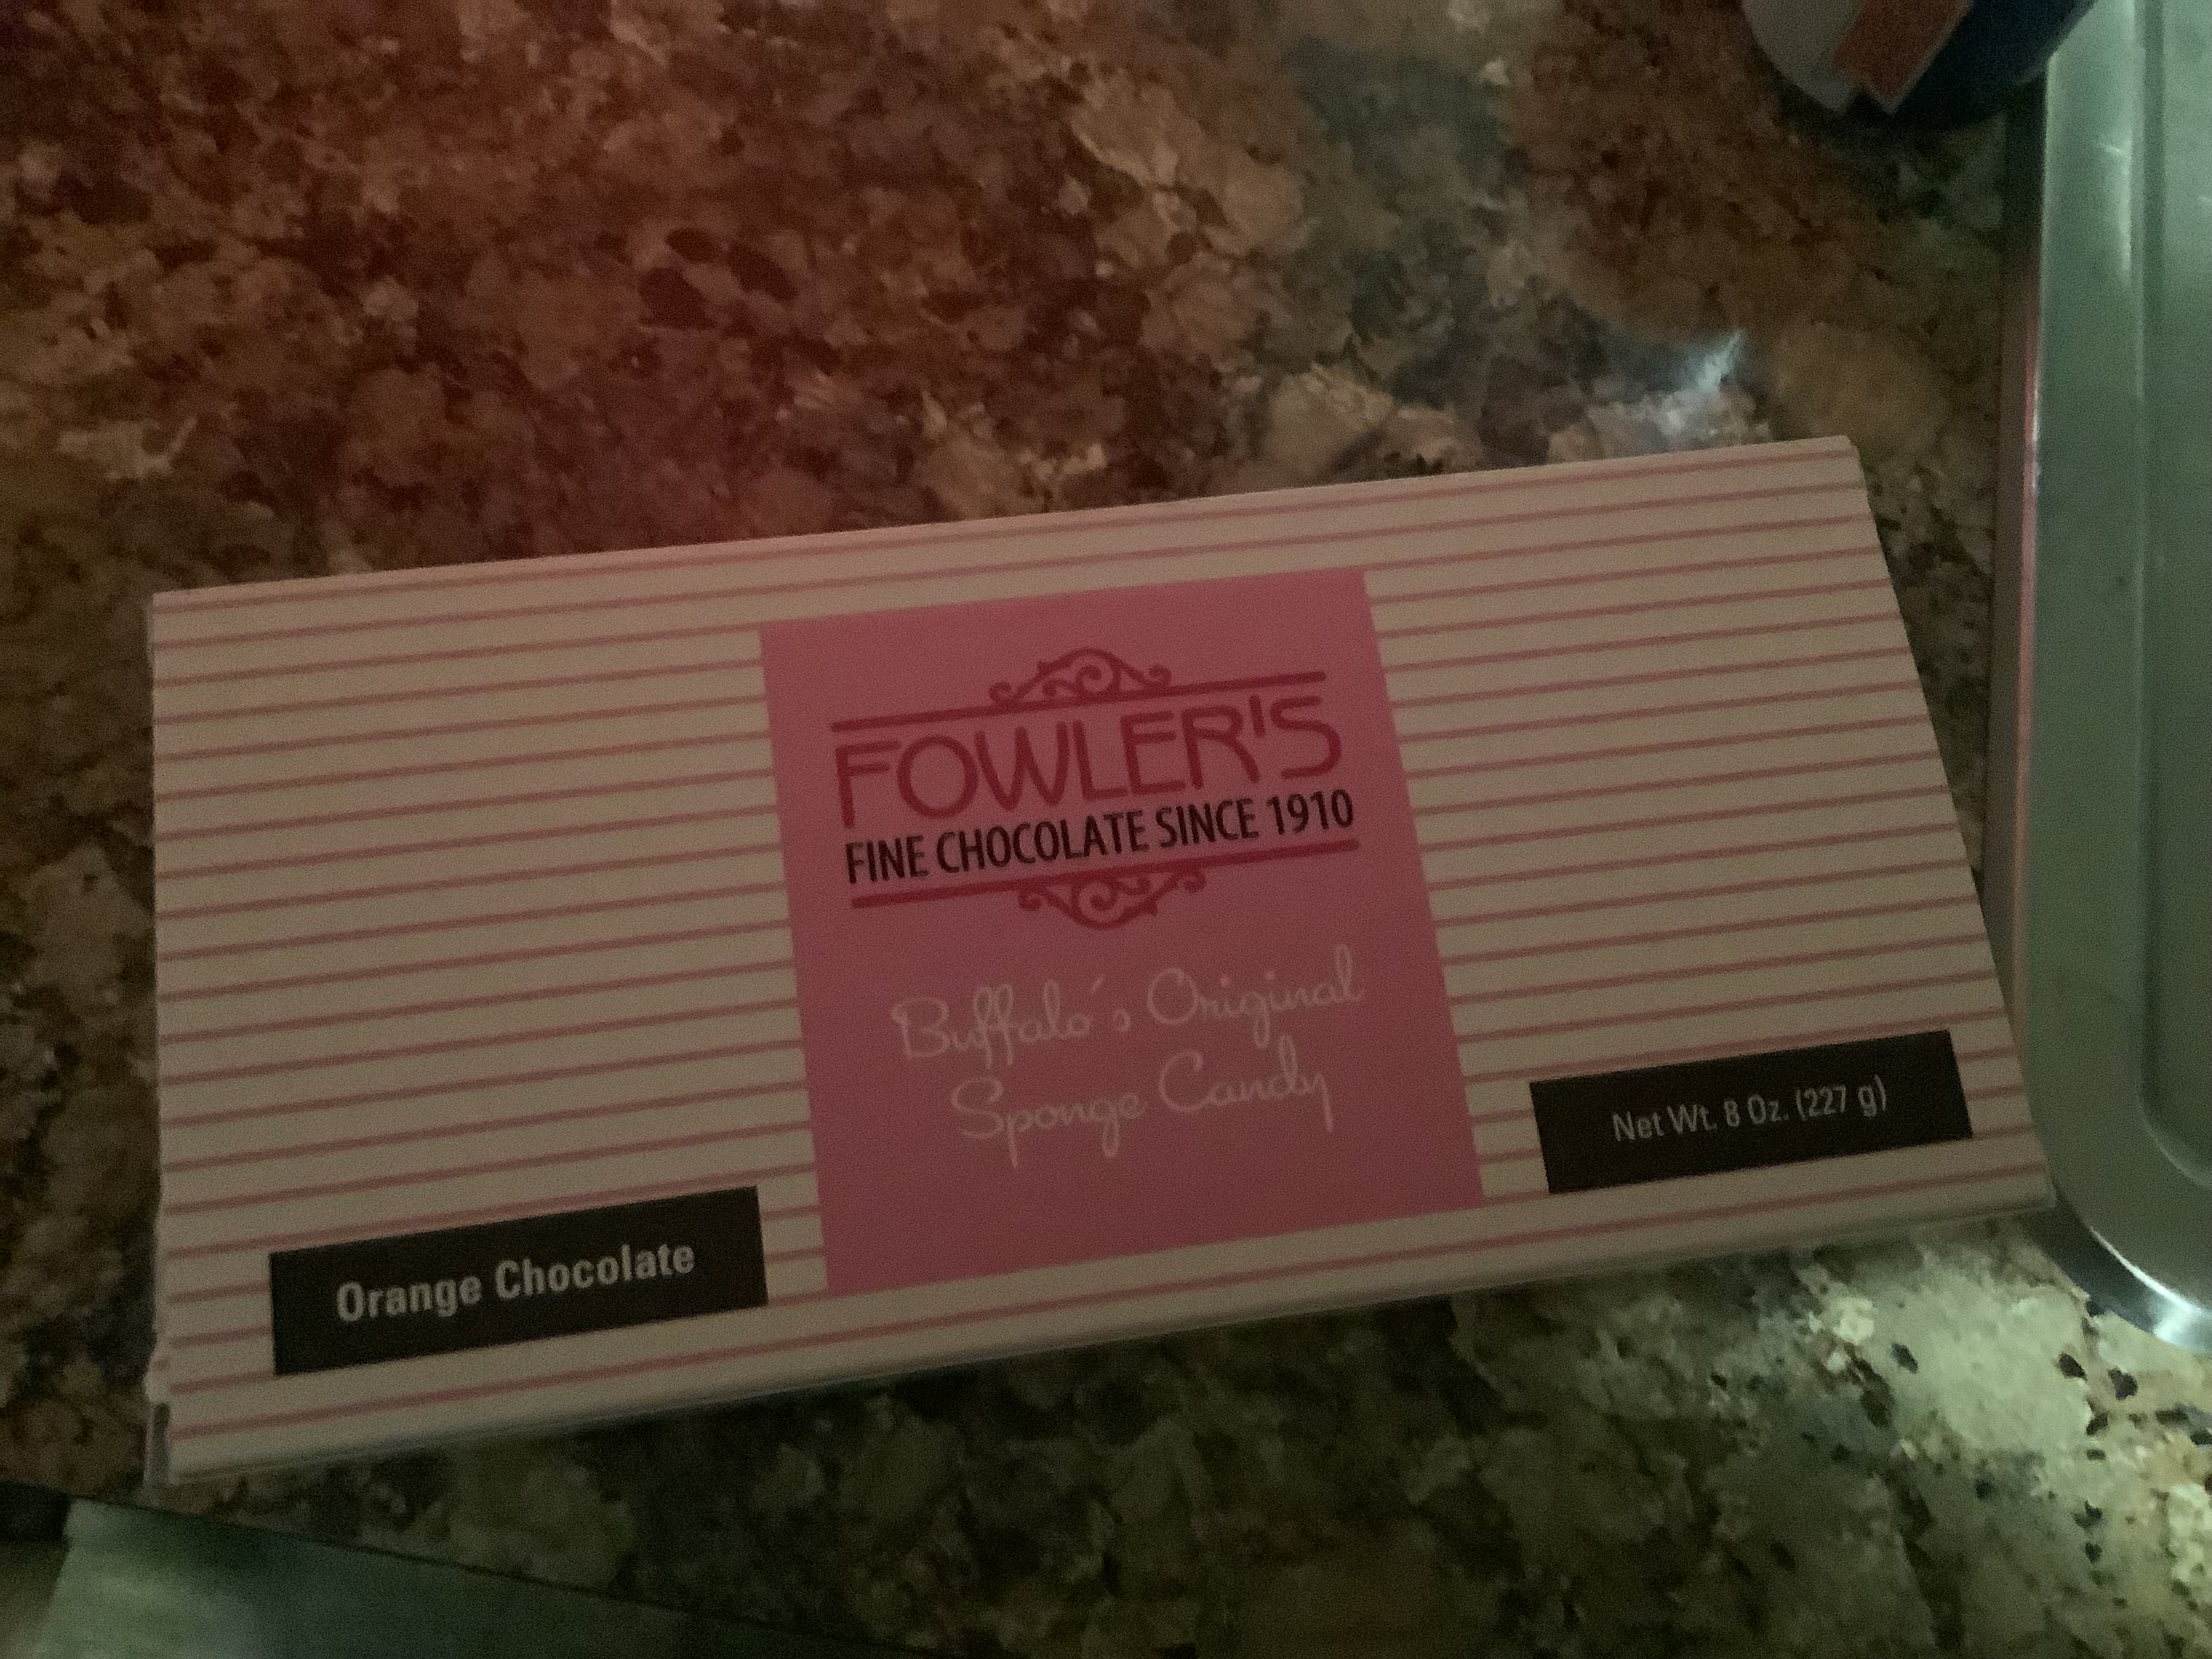 FOWLER'S
FINE CHOCOLATE SINCE 1910
Buffalo's Original
Sponge Candy
Orange Chocolate
Net Wt. 8 Oz. (227 g)